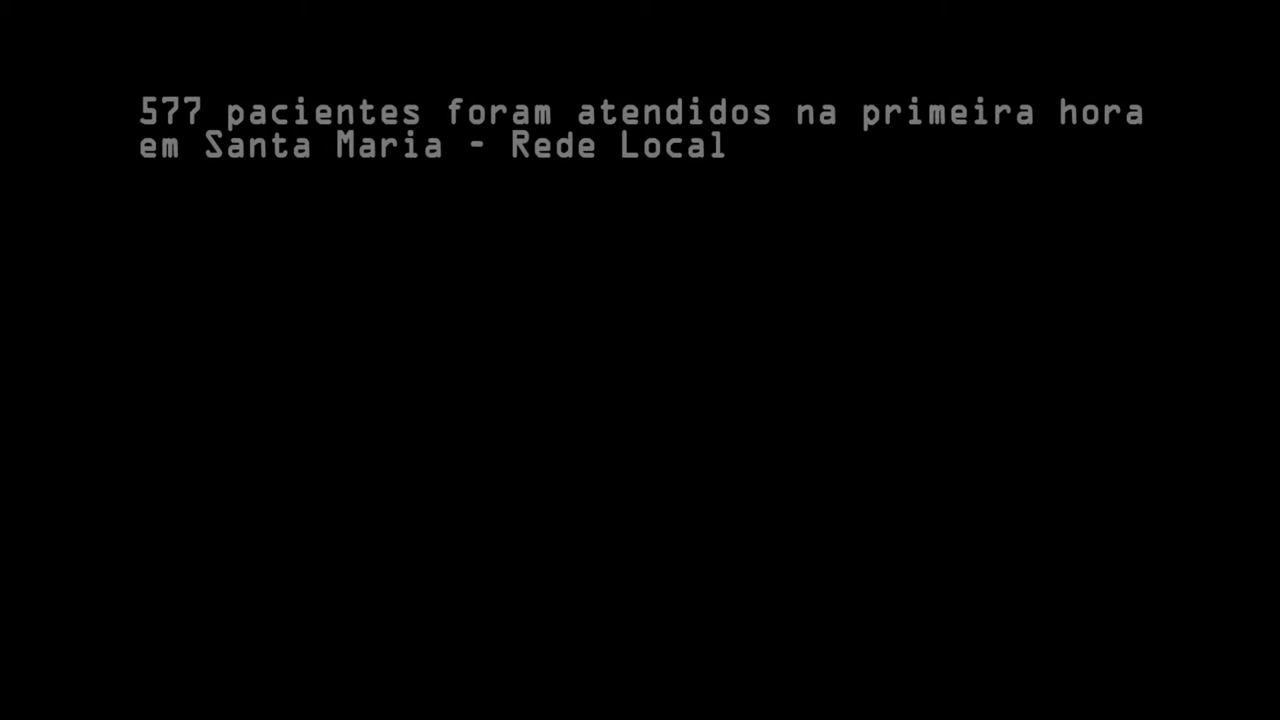 577 pacientes foram atendidos na primeira hora
em Santa Maria - Rede Local